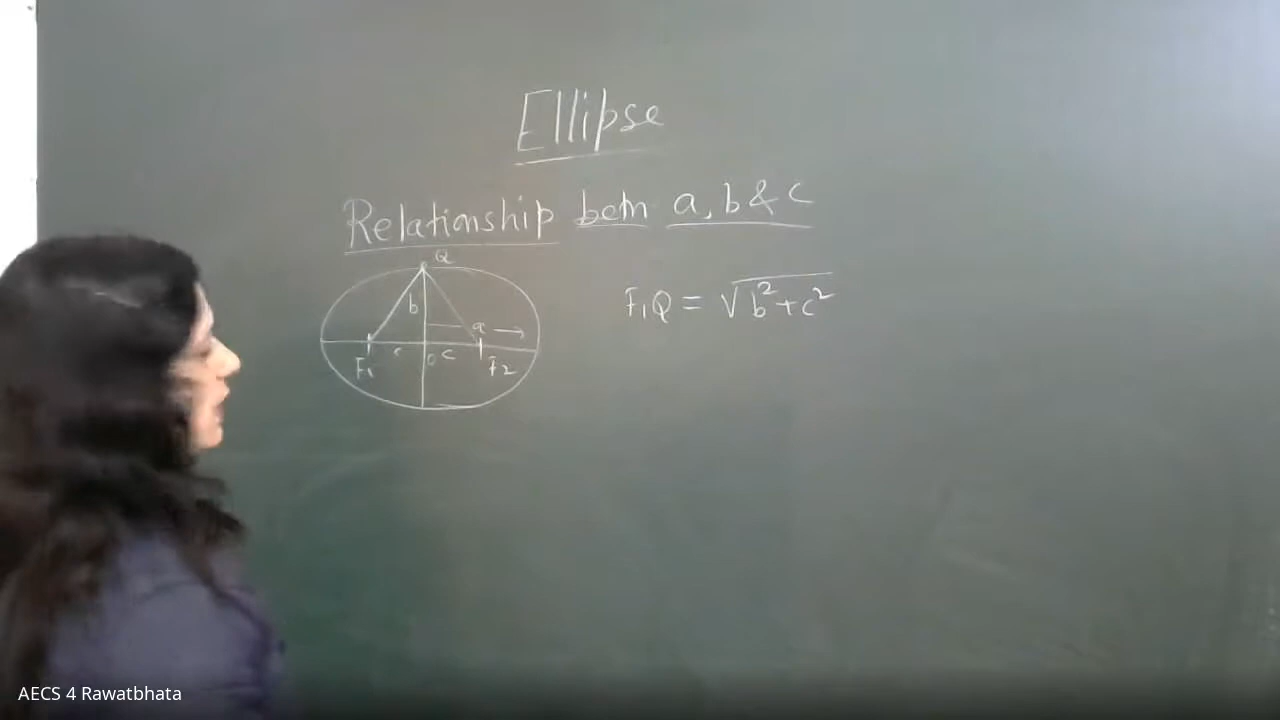 Ellipse
Relationship betn a, b & c
Q
b
a
F₁ c O c F₂
F₁Q = √b²+c²
AECS 4 Rawatbhata